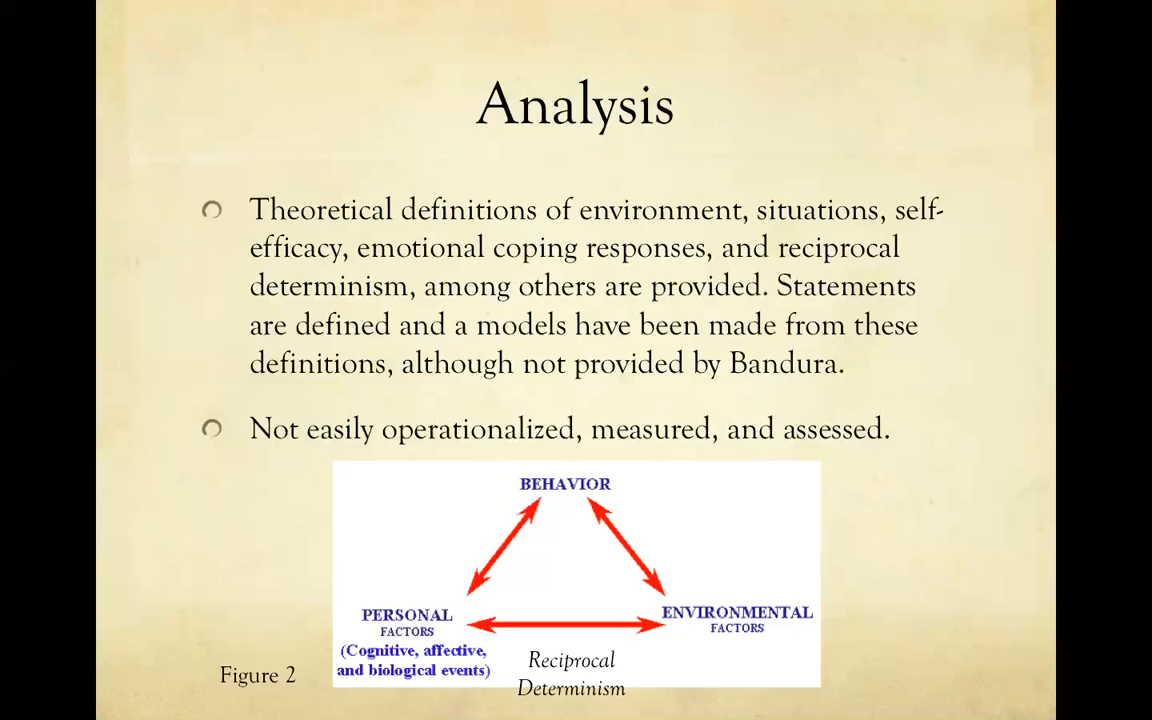 Analysis
Theoretical definitions of environment, situations, self-
efficacy, emotional coping responses, and reciprocal
determinism, among others are provided. Statements
are defined and a models have been made from these
definitions, although not provided by Bandura.
Not easily operationalized, measured, and assessed.
BEHAVIOR
PERSONAL
FACTORS
(Cognitive, affective,
and biological events)
ENVIRONMENTAL
FACTORS
Reciprocal
Determinism
Figure 2